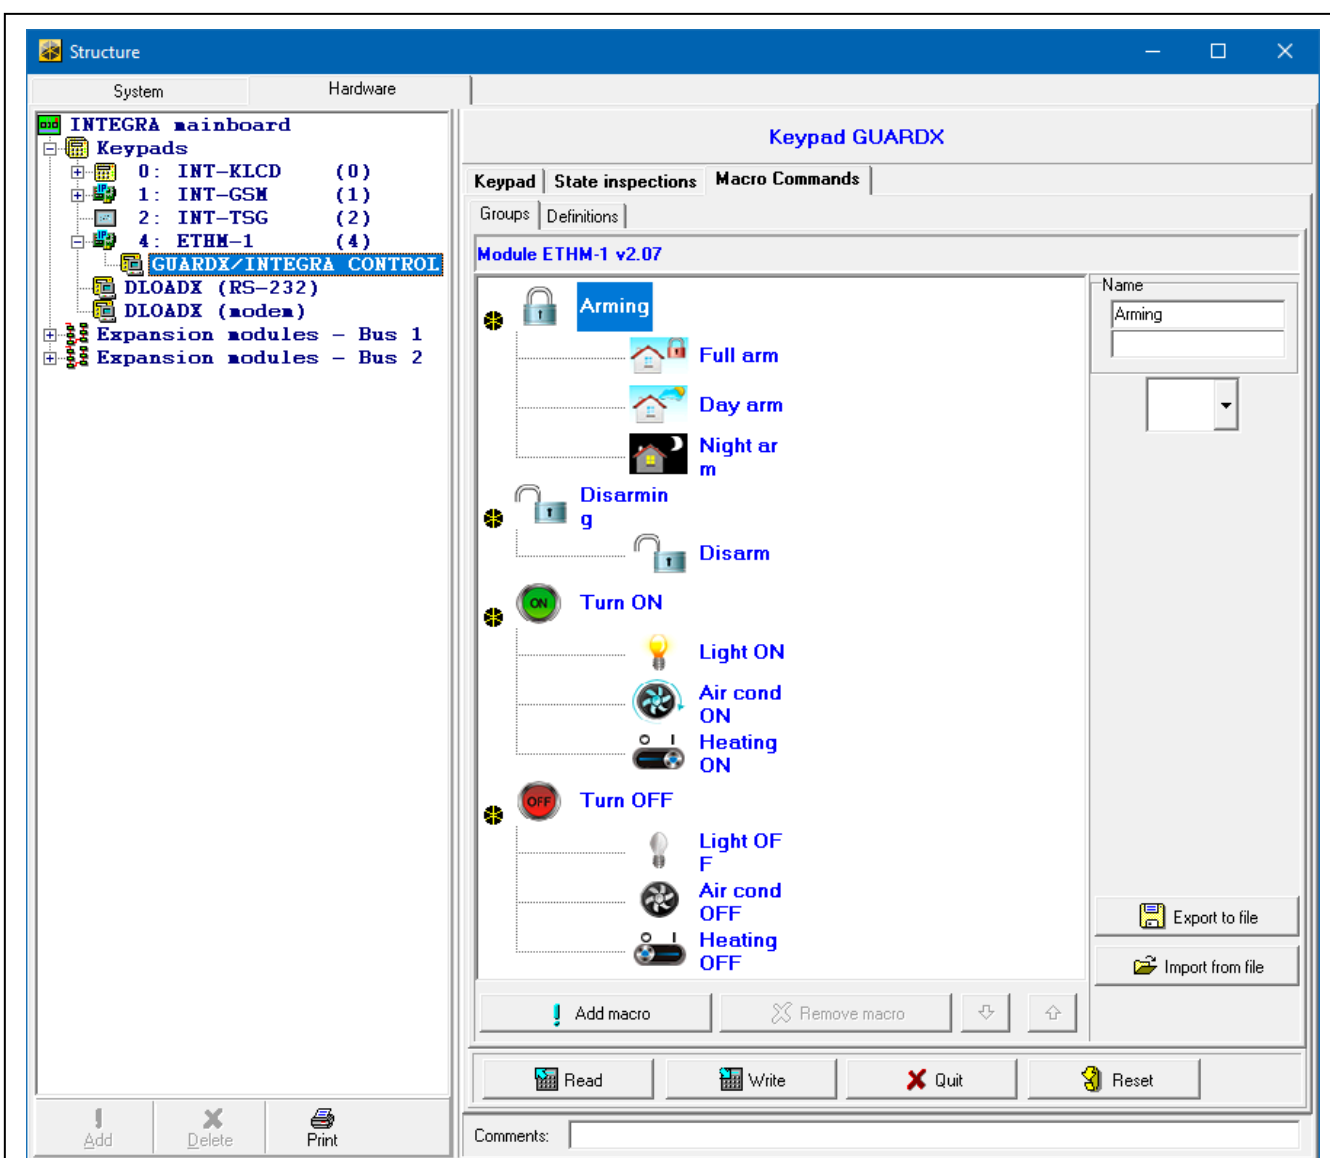 Structure
System
Hardware
INTEGRA mainboard
Keypads
0: INT-KLCD (0)
1: INT-GSM (1)
2: INT-TSG (2)
4: ETHM-1 (4)
GUARDX/INTEGRA CONTROL
DLOADX (RS-232)
DLOADX (modem)
Expansion modules - Bus 1
Expansion modules - Bus 2
Add
Delete
Print
Keypad GUARDX
Keypad
State inspections
Macro Commands
Groups
Definitions
Module ETHM-1 v2.07
Arming
Full arm
Day arm
Night ar
m
Disarmin
g
Disarm
ON
Turn ON
Light ON
Air cond
ON
Heating
ON
OFF
Turn OFF
Light OF
F
Air cond
OFF
Heating
OFF
Name
Arming
Export to file
Import from file
Add macro
Remove macro
Read
Write
Quit
Reset
Comments: